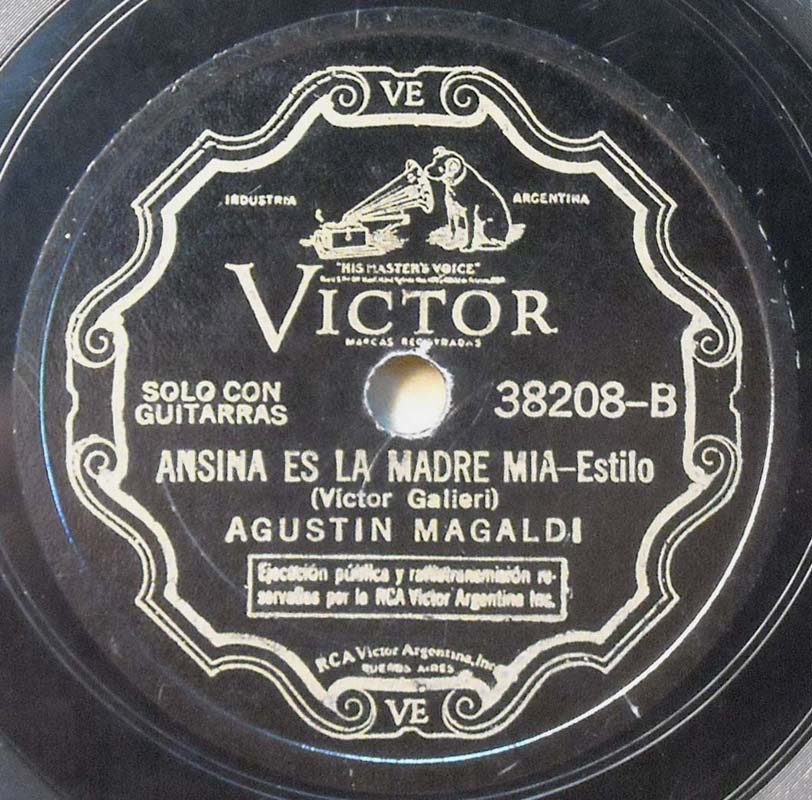 VE
INDUSTRIA ARGENTINA
"HIS MASTER'S VOICE"
VICTOR
MARCAS REGISTRADAS
SOLO CON
GUITARRAS
38208-B
ANSINA ES LA MADRE MIA-Estilo
(Victor Galieri)
AGUSTIN MAGALDI
Ejecución pública y radiotransmisión re-
servadas por la RCA Victor Argentina Inc.
RCA Victor Argentina, Inc.
BUENOS AIRES
VE